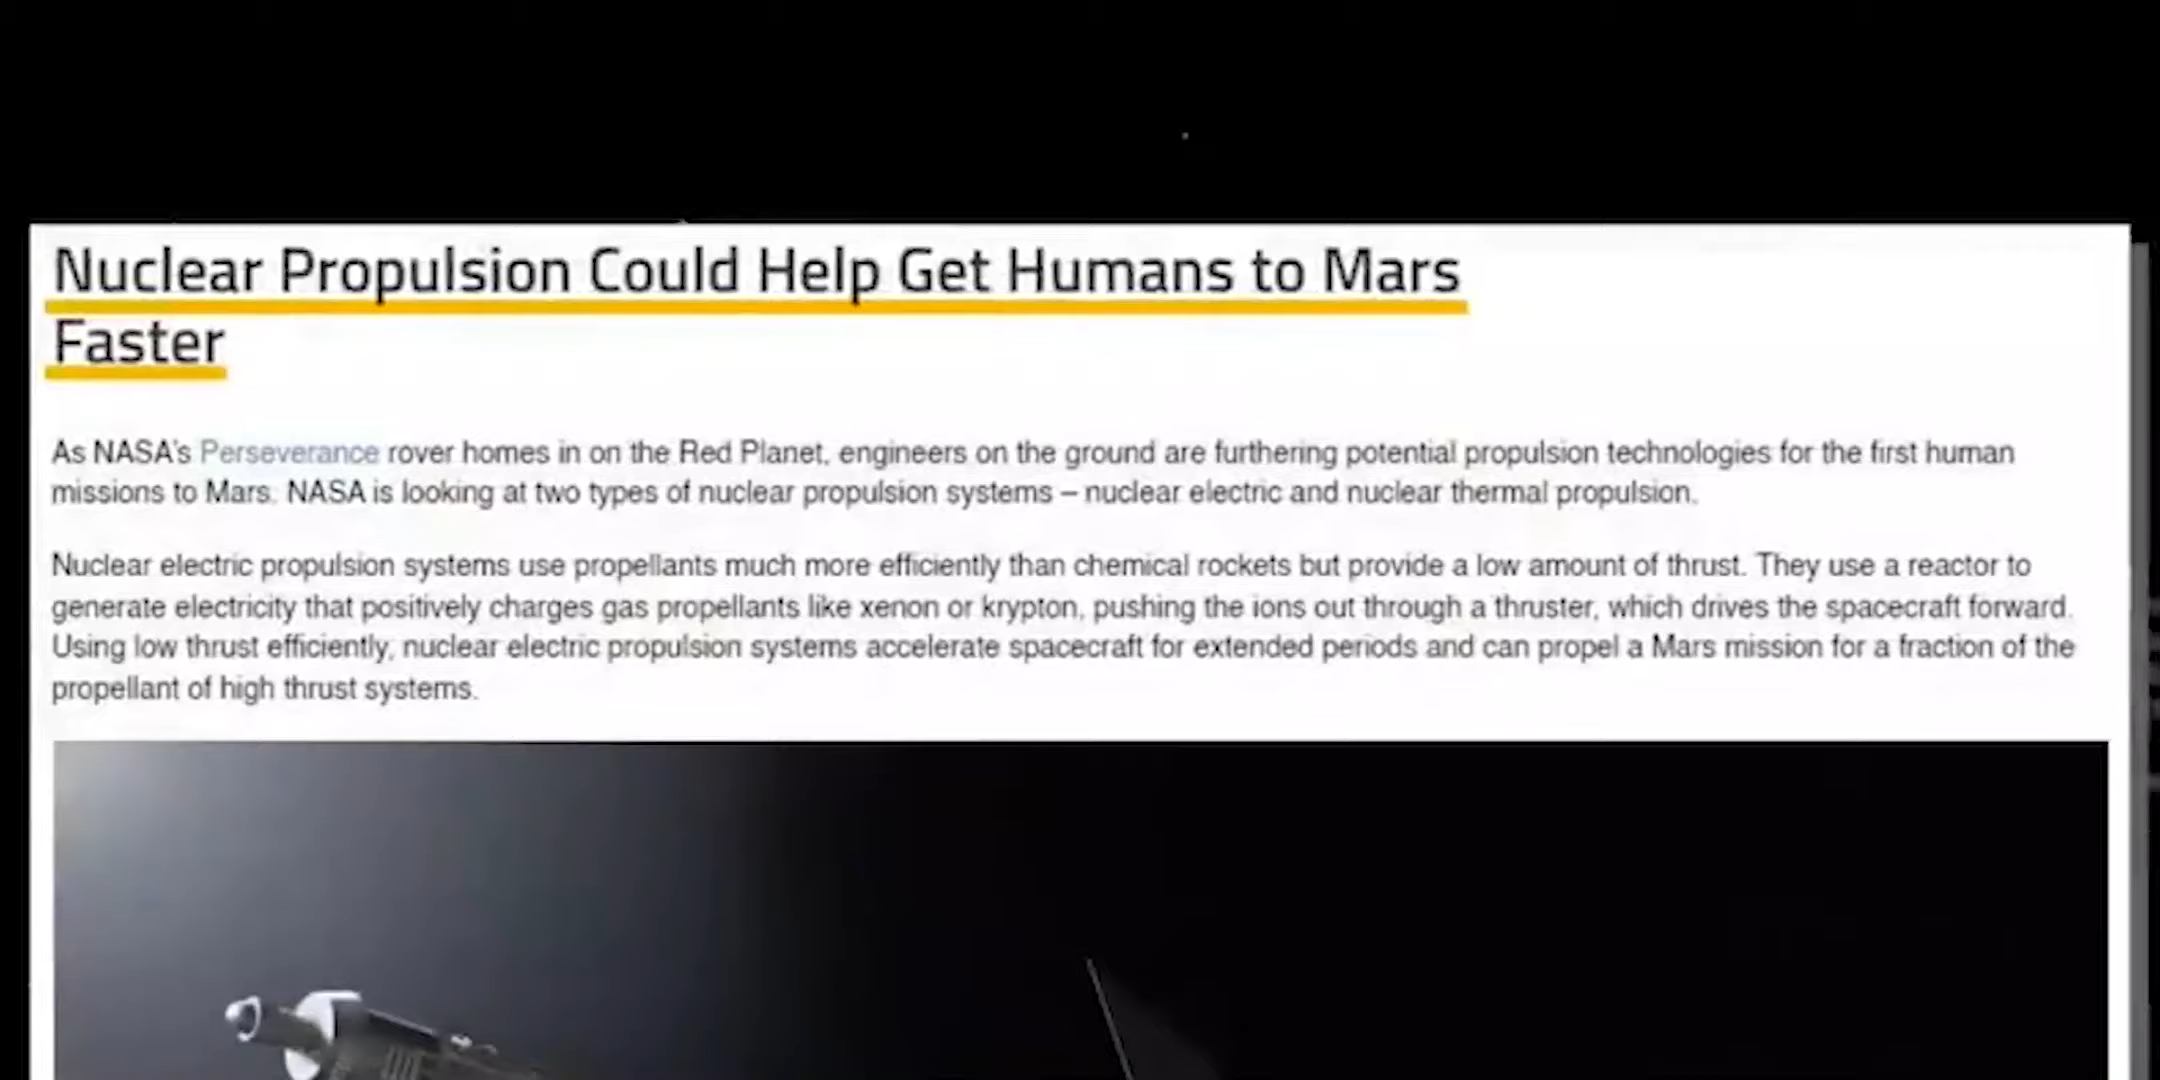 Nuclear Propulsion Could Help Get Humans to Mars
Faster
As NASA's Perseverance rover homes in on the Red Planet, engineers on the ground are furthering potential propulsion technologies for the first human
missions to Mars. NASA is looking at two types of nuclear propulsion systems – nuclear electric and nuclear thermal propulsion.
Nuclear electric propulsion systems use propellants much more efficiently than chemical rockets but provide a low amount of thrust. They use a reactor to
generate electricity that positively charges gas propellants like xenon or krypton, pushing the ions out through a thruster, which drives the spacecraft forward.
Using low thrust efficiently, nuclear electric propulsion systems accelerate spacecraft for extended periods and can propel a Mars mission for a fraction of the
propellant of high thrust systems.